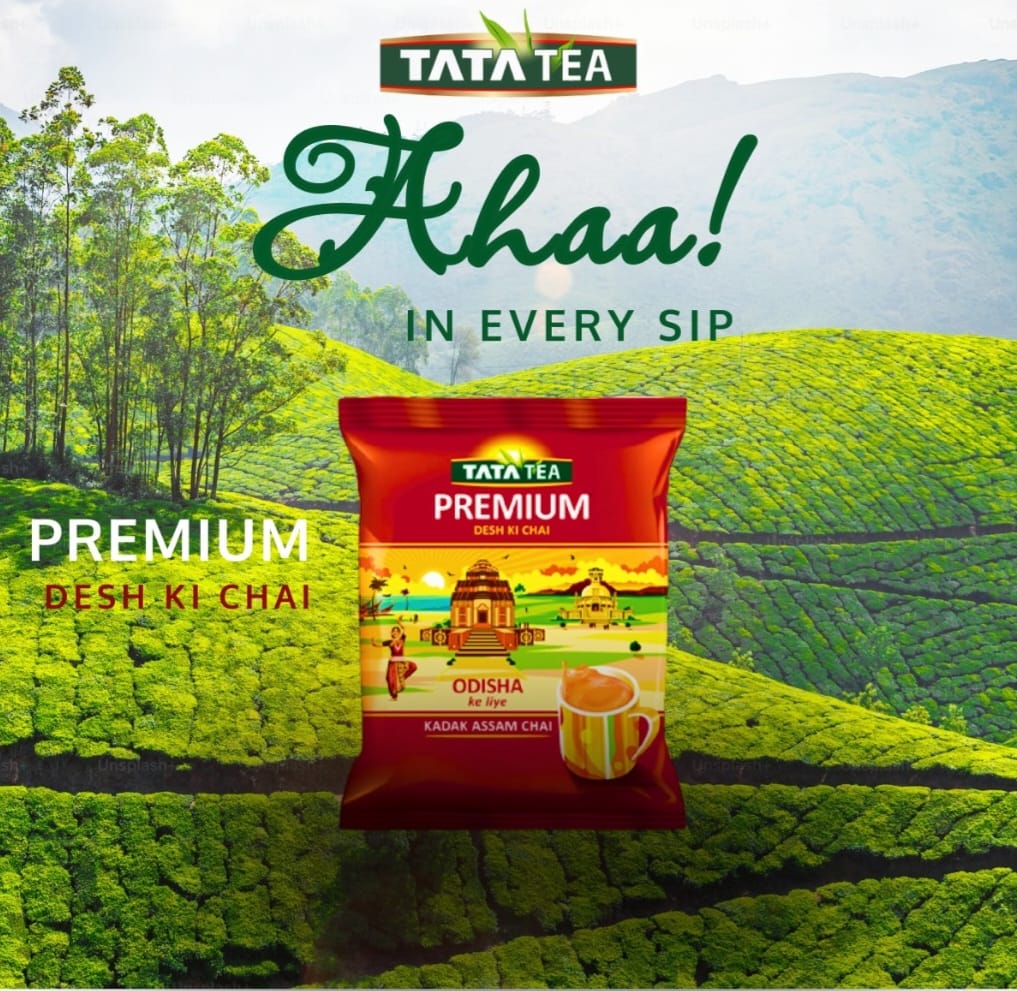 TATA TEA
Ahaa!
IN EVERY SIP
TATA TEA
PREMIUM
DESH KI CHAI
PREMIUM
DESH KI CHAI
ODISHA
ke liye
KADAK ASSAM CHAI
Unsplash+